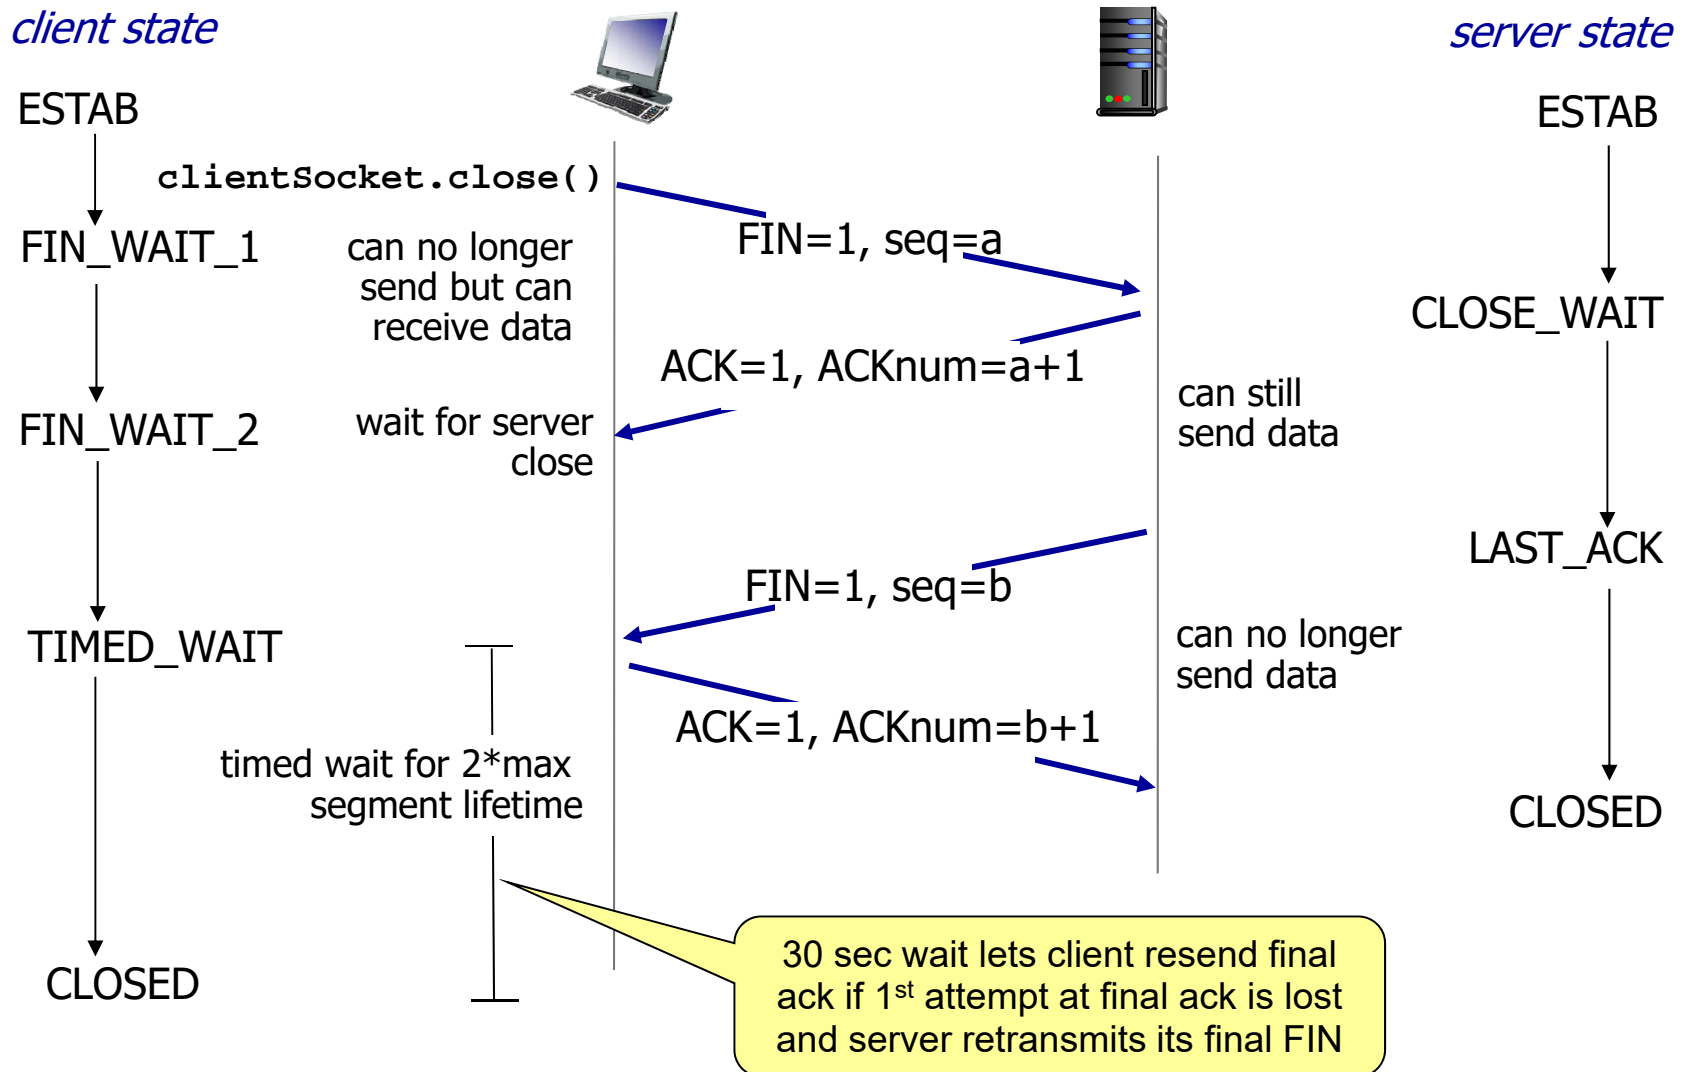 client state
server state
ESTAB
ESTAB
clientSocket.close()
FIN_WAIT_1
can no longer
send but can
receive data
FIN=1, seq=a
CLOSE_WAIT
ACK=1, ACKnum=a+1
can still
send data
FIN_WAIT_2
wait for server
close
LAST_ACK
FIN=1, seq=b
can no longer
send data
TIMED_WAIT
ACK=1, ACKnum=b+1
timed wait for 2*max
segment lifetime
CLOSED
CLOSED
30 sec wait lets client resend final
ack if 1st attempt at final ack is lost
and server retransmits its final FIN